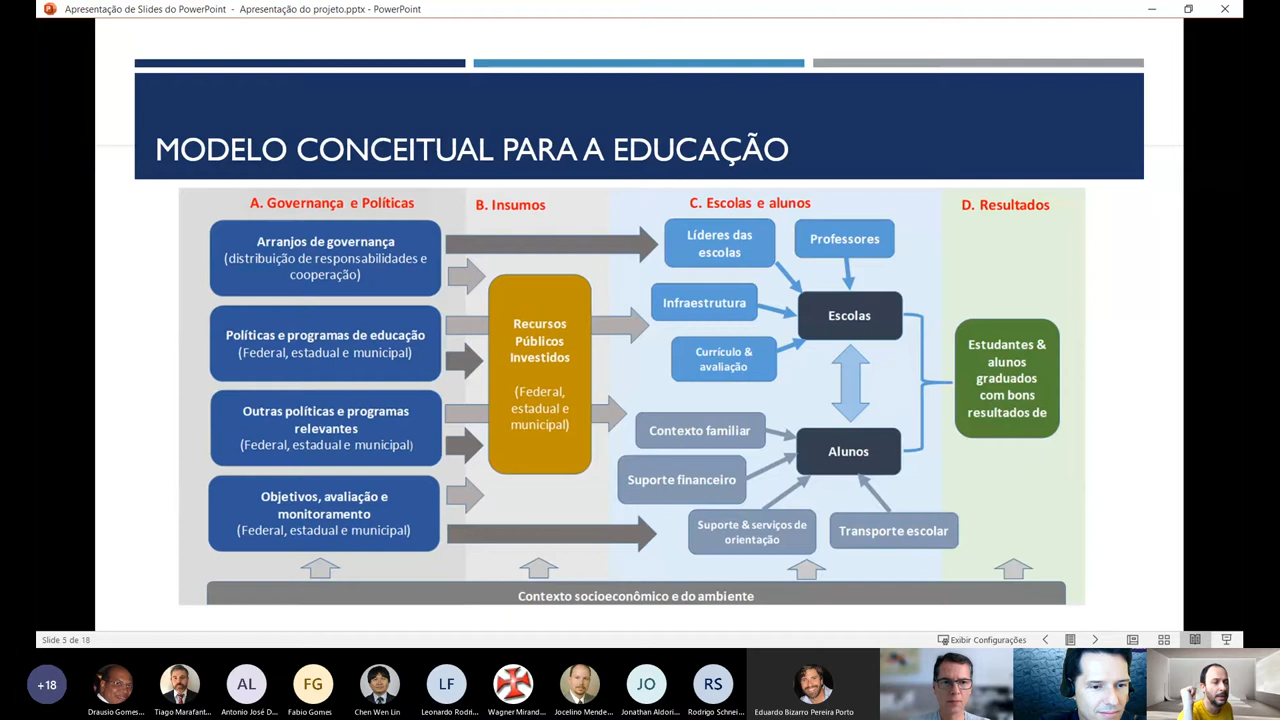 Apresentação de Slides do PowerPoint - Apresentação do projeto.pptx - PowerPoint
MODELO CONCEITUAL PARA A EDUCAÇÃO
A. Governança e Políticas
B. Insumos
C. Escolas e alunos
D. Resultados
Arranjos de governança
(distribuição de responsabilidades e
cooperação)
Políticas e programas de educação
(Federal, estadual e municipal)
Outras políticas e programas
relevantes
(Federal, estadual e municipal)
Objetivos, avaliação e
monitoramento
(Federal, estadual e municipal)
Recursos
Públicos
Investidos
(Federal,
estadual e
municipal)
Líderes das
escolas
Professores
Infraestrutura
Escolas
Currículo &
avaliação
Contexto familiar
Alunos
Suporte financeiro
Suporte & serviços de
orientação
Transporte escolar
Estudantes &
alunos
graduados
com bons
resultados de
Contexto socioeconômico e do ambiente
Slide 5 de 18
Exibir Configurações
+18
AL
FG
LF
JO
RS
Drausio Gomes...
Tiago Marafant...
Antonio José D...
Fabio Gomes
Chen Wen Lin
Leonardo Rodri...
Wagner Mirand...
Jocelino Mende...
Jonathan Aldori...
Rodrigo Schnei...
Eduardo Bizarro Pereira Porto